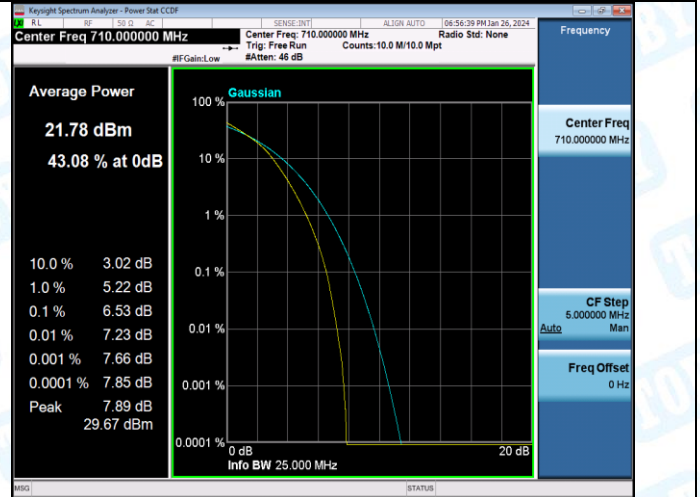 Keysight Spectrum Analyzer - Power Stat CCDF
RL RF 50 Ω AC SENSE:INT ALIGN AUTO 06:56:39 PM Jan 26, 2024
Center Freq 710.000000 MHz
Center Freq: 710.000000 MHz Radio Std: None
Trig: Free Run Counts:10.0 M/10.0 Mpt
#IFGain:Low #Atten: 46 dB
Frequency
Average Power
21.78 dBm
43.08 % at 0dB
10.0 % 3.02 dB
1.0 % 5.22 dB
0.1 % 6.53 dB
0.01 % 7.23 dB
0.001 % 7.66 dB
0.0001 % 7.85 dB
Peak 7.89 dB
29.67 dBm
Gaussian
100 %
10 %
1 %
0.1 %
0.01 %
0.001 %
0.0001 %
0 dB 20 dB
Info BW 25.000 MHz
Center Freq
710.000000 MHz
CF Step
5.000000 MHz
Auto Man
Freq Offset
0 Hz
MSG STATUS